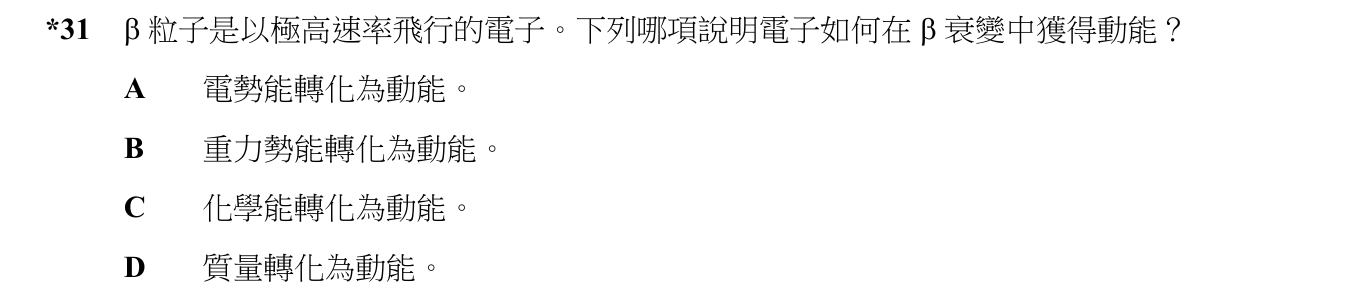 *31 β 粒子是以極高速率飛行的電子。下列哪項說明電子如何在 β 衰變中獲得動能？
A 電勢能轉化為動能。
B 重力勢能轉化為動能。
C 化學能轉化為動能。
D 質量轉化為動能。